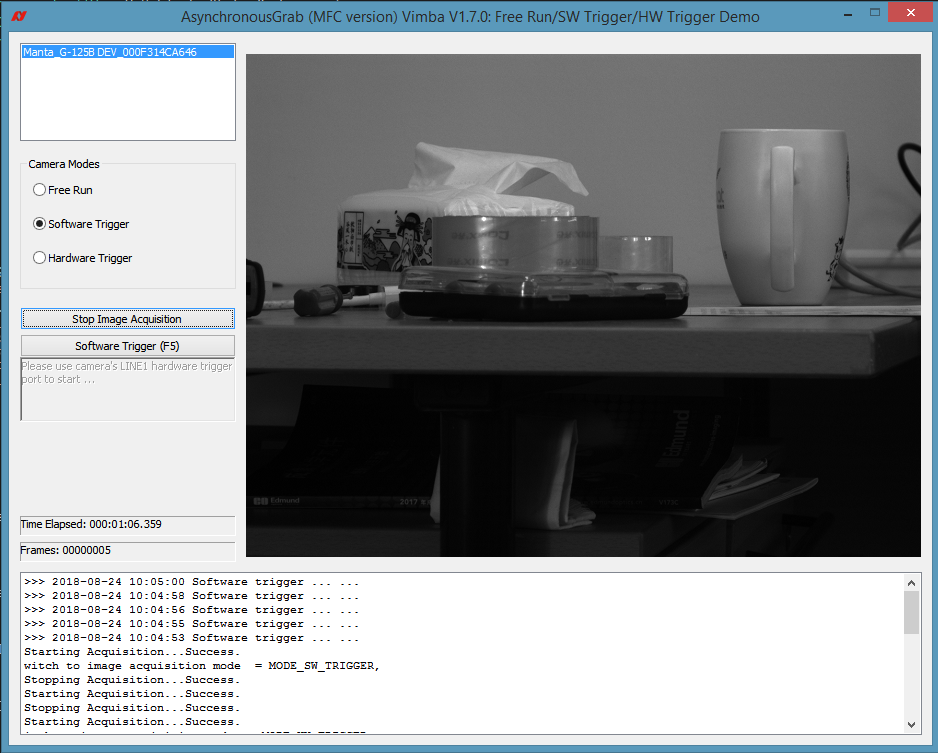 AsynchronousGrab (MFC version) Vimba V1.7.0: Free Run/SW Trigger/HW Trigger Demo
Manta_G-125B DEV_000F314CA646
Camera Modes
Free Run
Software Trigger
Hardware Trigger
Stop Image Acquisition
Software Trigger (F5)
Please use camera's LINE1 hardware trigger
port to start ...
Edmund
Edmund
2017
Time Elapsed: 000:01:06.359
Frames: 00000005
>>> 2018-08-24 10:05:00 Software trigger ... ...
>>> 2018-08-24 10:04:58 Software trigger ... ...
>>> 2018-08-24 10:04:56 Software trigger ... ...
>>> 2018-08-24 10:04:55 Software trigger ... ...
>>> 2018-08-24 10:04:53 Software trigger ... ...
Starting Acquisition...Success.
witch to image acquisition mode  = MODE_SW_TRIGGER,
Stopping Acquisition...Success.
Starting Acquisition...Success.
Stopping Acquisition...Success.
Starting Acquisition...Success.